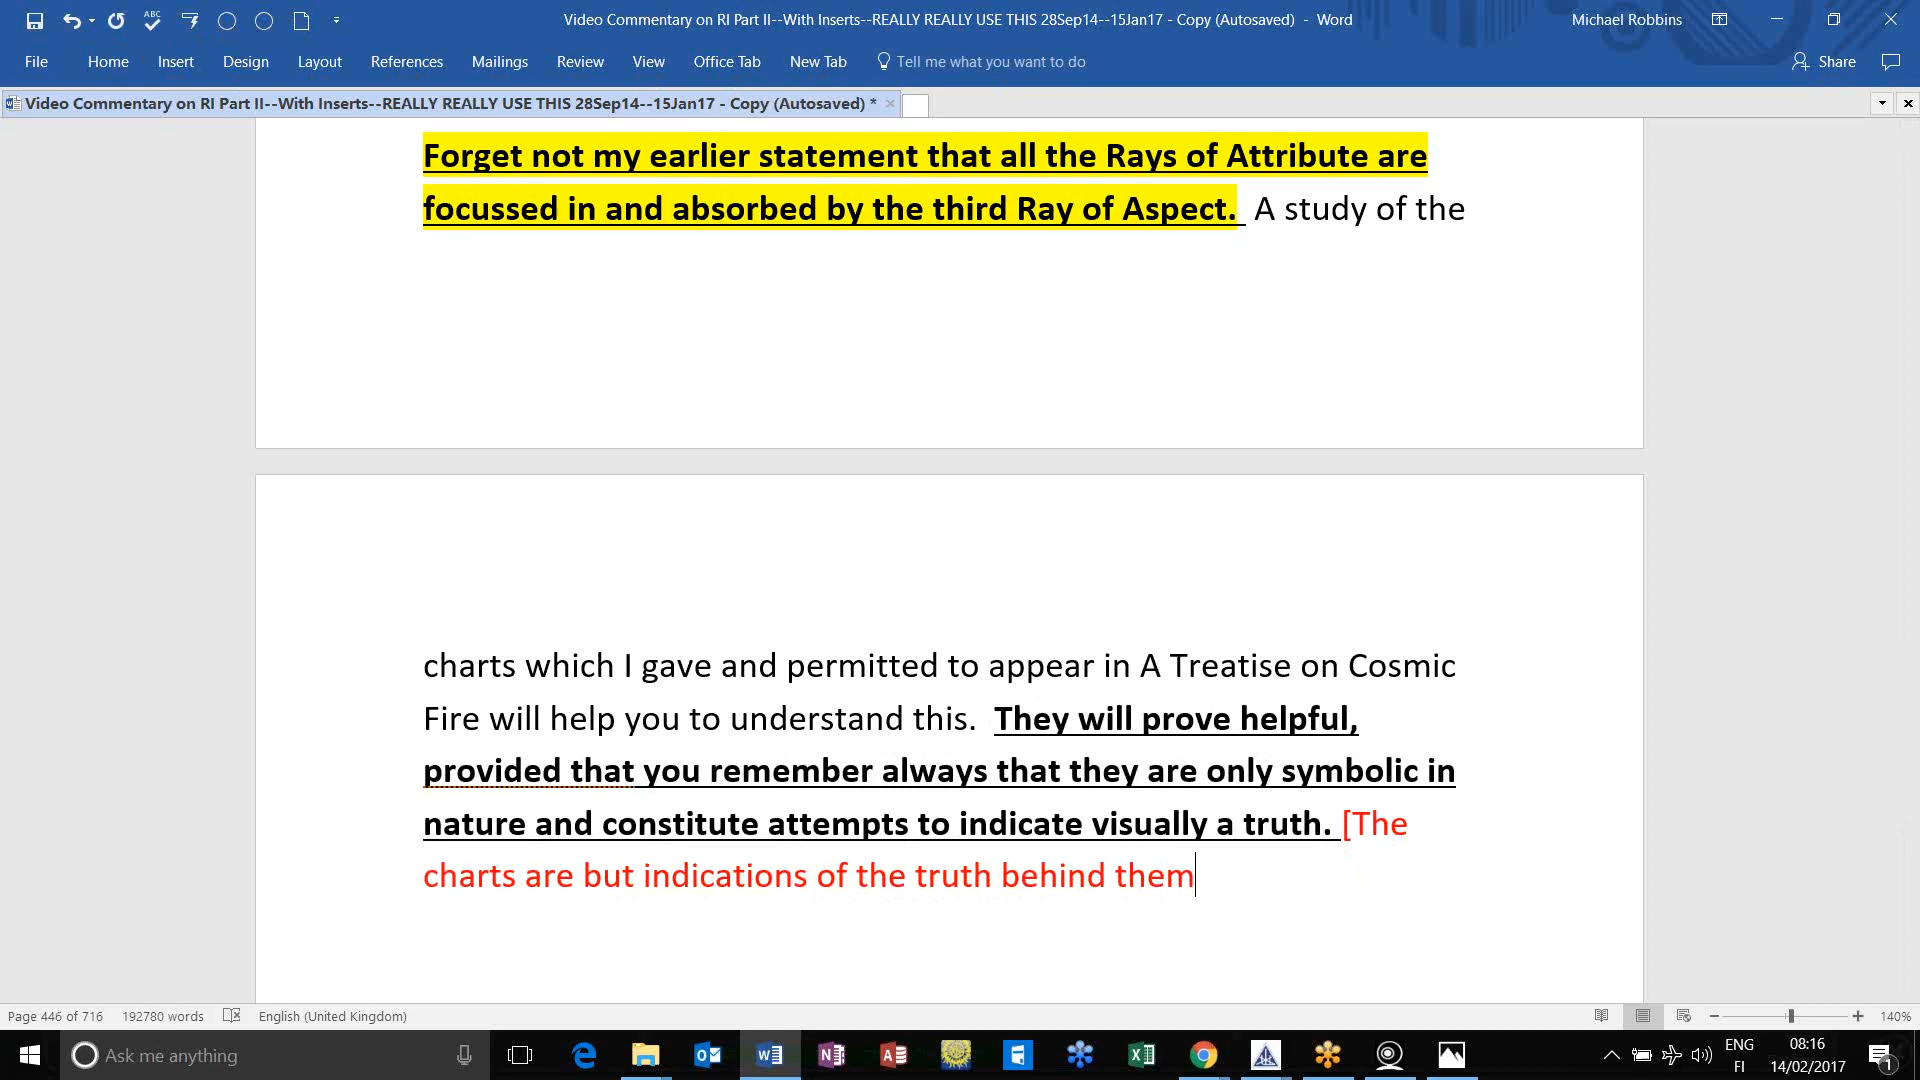 Video Commentary on RI Part II--With Inserts--REALLY REALLY USE THIS 28Sep14--15Jan17 - Copy (Autosaved) - Word
Michael Robbins
File Home Insert Design Layout References Mailings Review View Office Tab New Tab Tell me what you want to do Share
Video Commentary on RI Part II--With Inserts--REALLY REALLY USE THIS 28Sep14--15Jan17 - Copy (Autosaved) *
Forget not my earlier statement that all the Rays of Attribute are
focussed in and absorbed by the third Ray of Aspect. A study of the
charts which I gave and permitted to appear in A Treatise on Cosmic
Fire will help you to understand this. They will prove helpful,
provided that you remember always that they are only symbolic in
nature and constitute attempts to indicate visually a truth. [The
charts are but indications of the truth behind them
Page 446 of 716 192780 words English (United Kingdom) 140%
Ask me anything
ENG 08:16
FI 14/02/2017 1